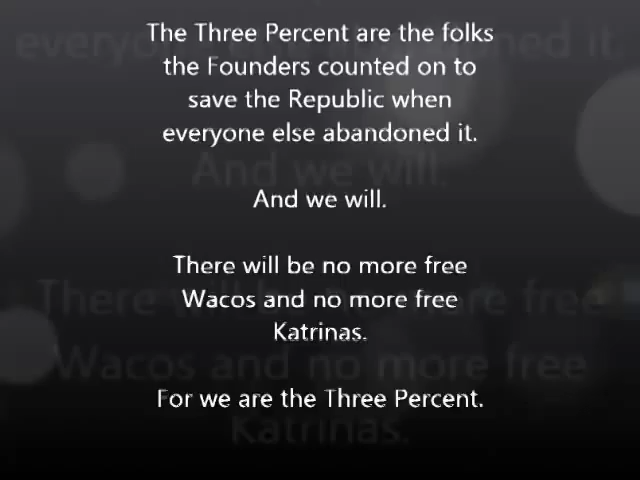 The Three Percent are the folks
the Founders counted on to
save the Republic when
everyone else abandoned it.
And we will.
There will be no more free
Wacos and no more free
Katrinas.
For we are the Three Percent.